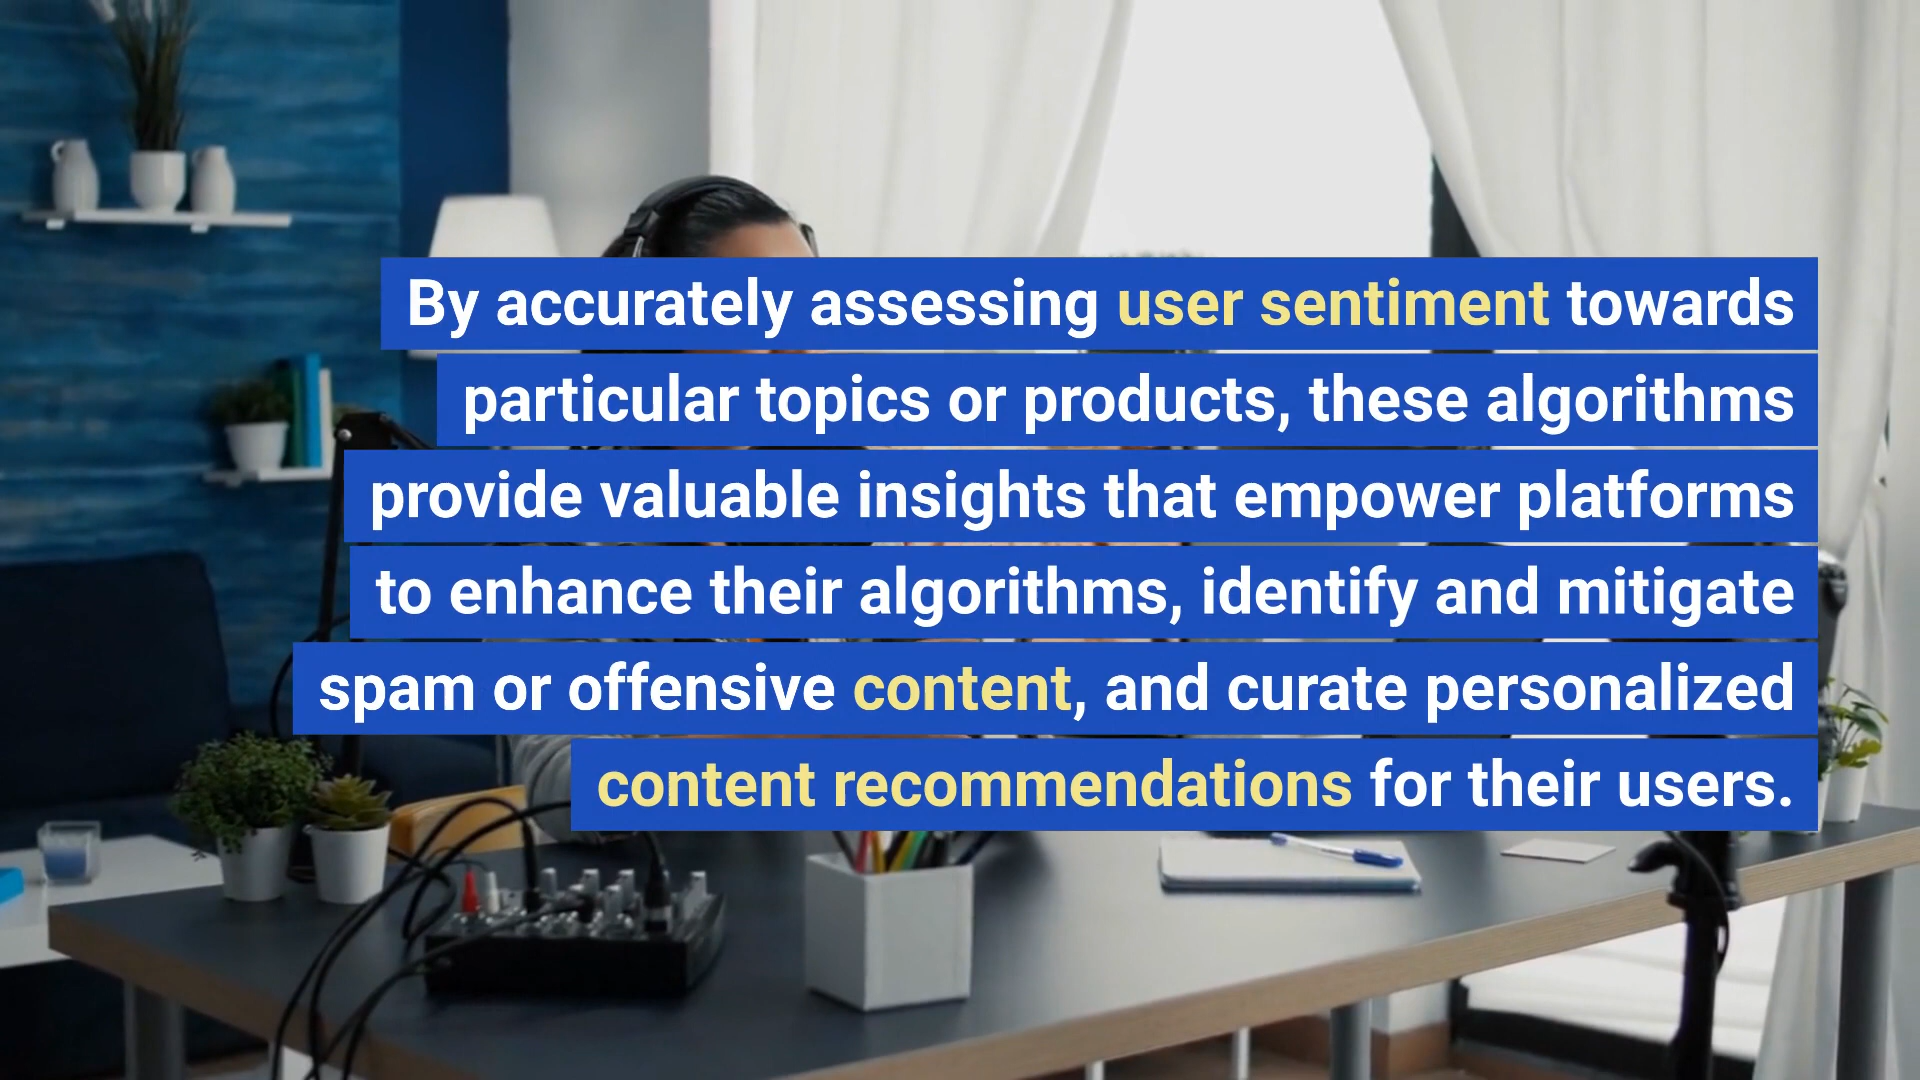 By accurately assessing user sentiment towards
particular topics or products, these algorithms
provide valuable insights that empower platforms
to enhance their algorithms, identify and mitigate
spam or offensive content, and curate personalized
content recommendations for their users.